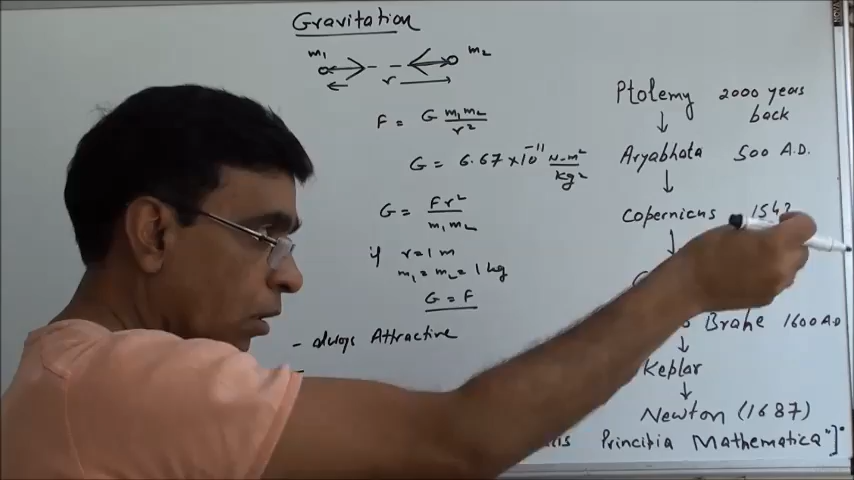 Gravitation
m1 m2
r
F = G m1m2/r²
G = 6.67 × 10⁻¹¹ N-m²/kg²
G = Fr²/m1m2
if r = 1 m
m1 = m2 = 1 kg
G = F
- always Attractive
Ptolemy 2000 years back
↓
Aryabhata 500 A.D.
↓
Copernicus 1543
↓
Brahe 1600 A.D
↓
Keplar
↓
Newton (1687)
Principia Mathematica"]